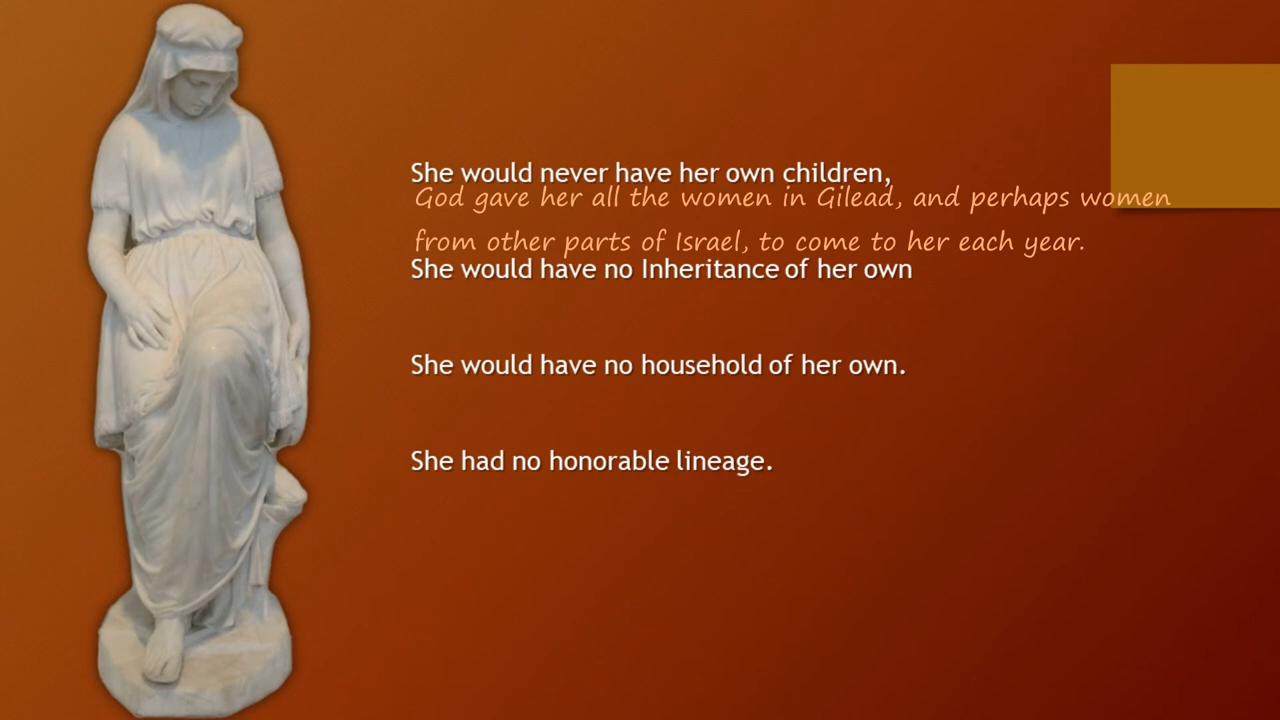 She would never have her own children,
God gave her all the women in Gilead, and perhaps women
from other parts of Israel, to come to her each year.
She would have no Inheritance of her own
She would have no household of her own.
She had no honorable lineage.